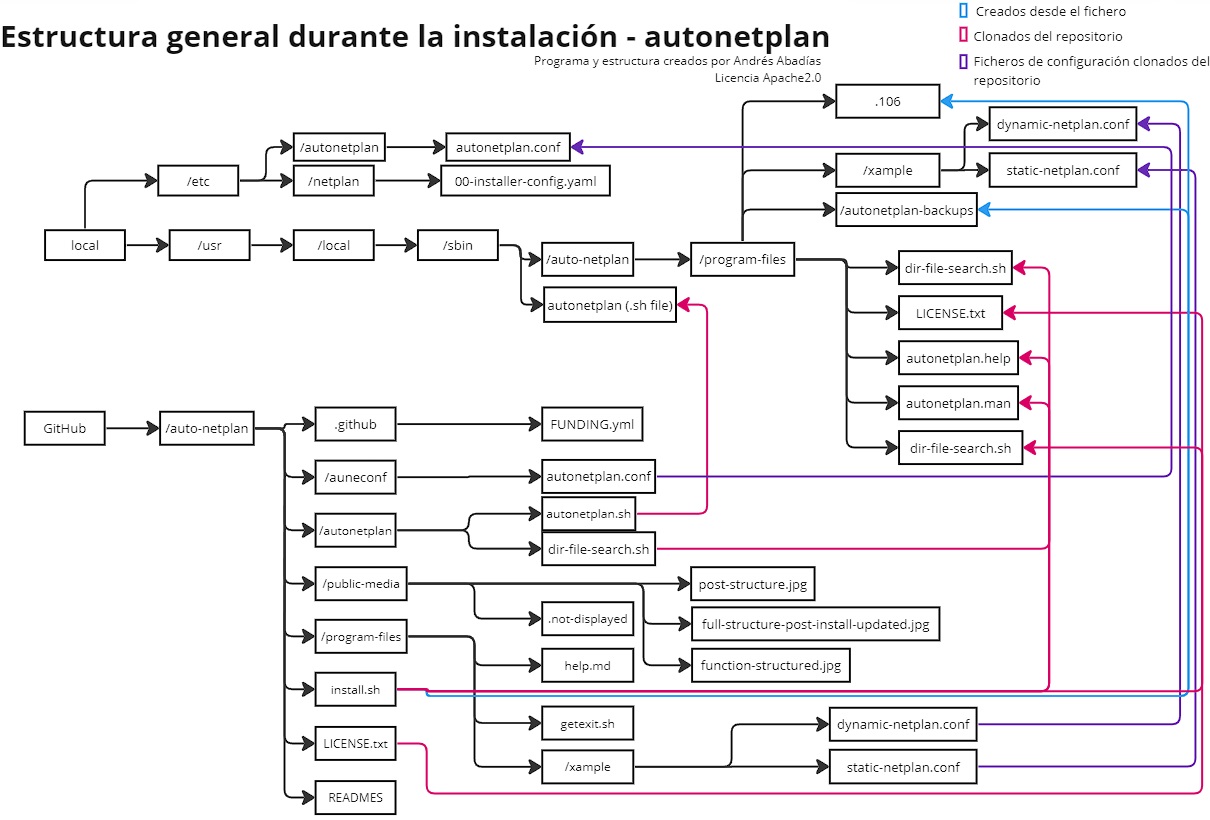 Estructura general durante la instalación - autonetplan
Programa y estructura creados por Andrés Abadías
Licencia Apache2.0
Creados desde el fichero
Clonados del repositorio
Ficheros de configuración clonados del
repositorio
.106
dynamic-netplan.conf
/autonetplan
autonetplan.conf
/xample
static-netplan.conf
/etc
/netplan
00-installer-config.yaml
/autonetplan-backups
local
/usr
/local
/sbin
/auto-netplan
/program-files
dir-file-search.sh
autonetplan (.sh file)
LICENSE.txt
autonetplan.help
autonetplan.man
dir-file-search.sh
GitHub
/auto-netplan
.github
FUNDING.yml
/auneconf
autonetplan.conf
/autonetplan
autonetplan.sh
dir-file-search.sh
/public-media
post-structure.jpg
.not-displayed
full-structure-post-install-updated.jpg
/program-files
help.md
function-structured.jpg
install.sh
getexit.sh
dynamic-netplan.conf
LICENSE.txt
/xample
static-netplan.conf
READMES